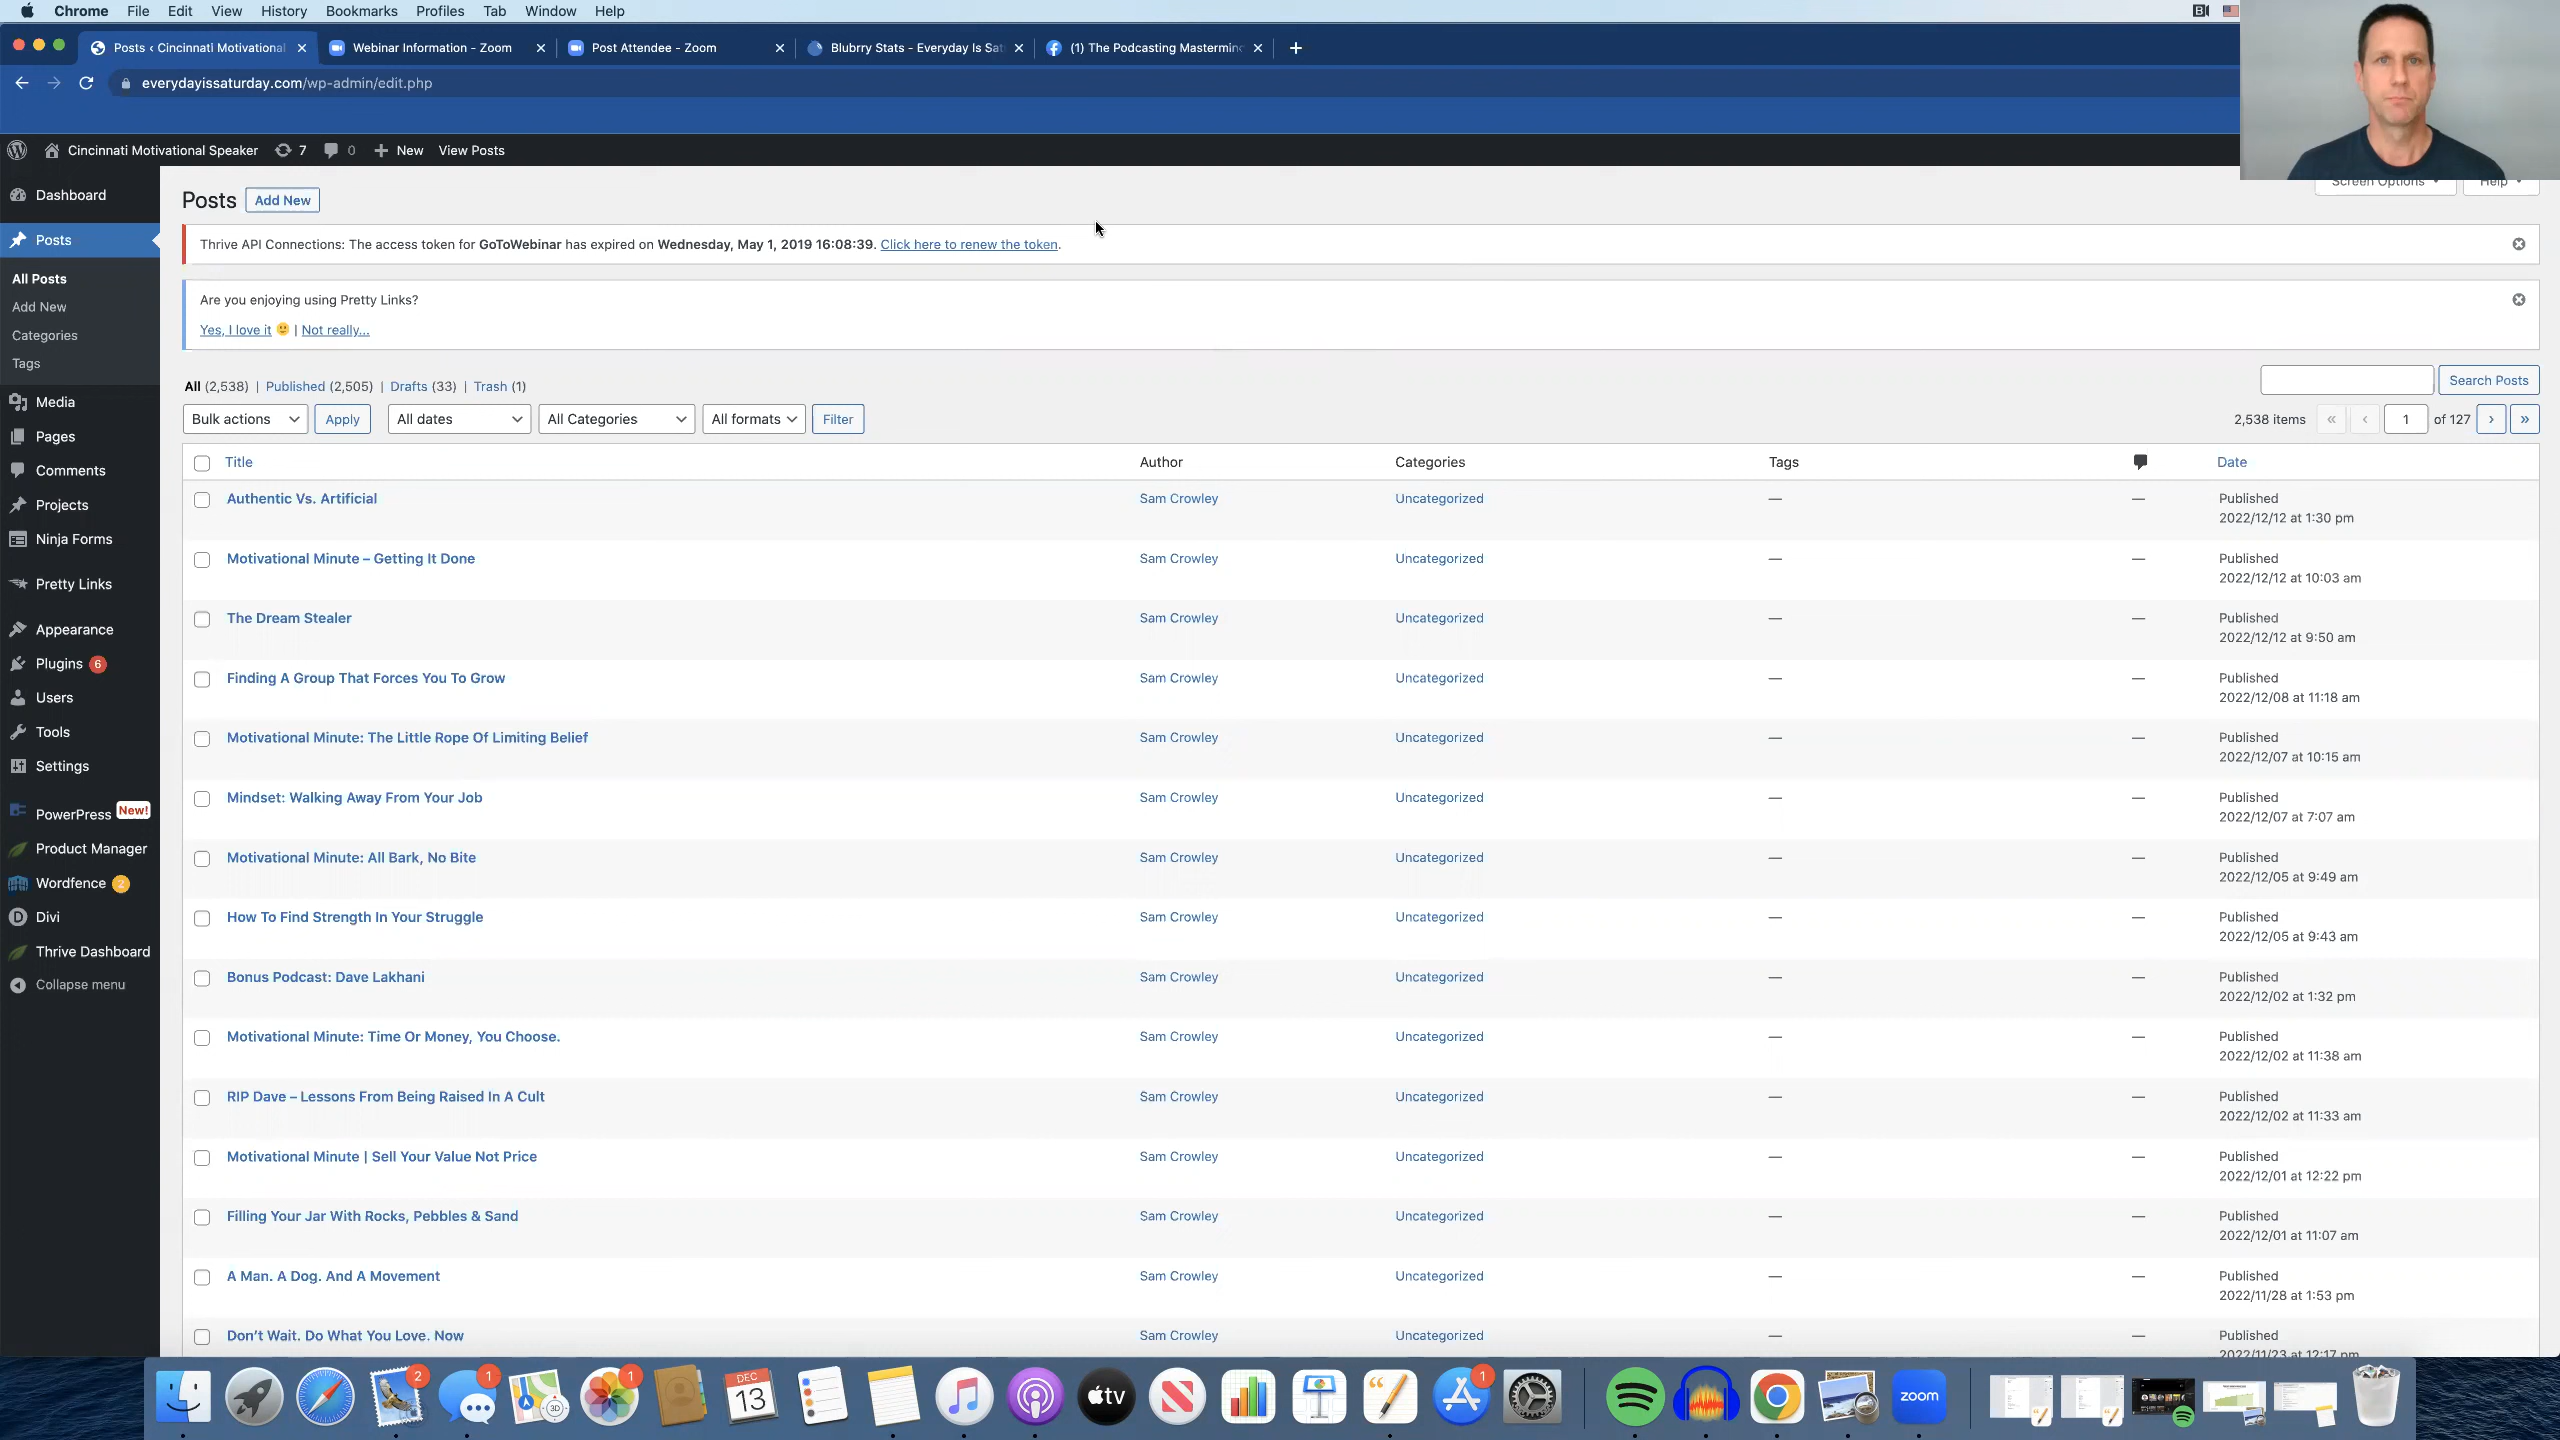 Chrome File Edit View History Bookmarks Profiles Tab Window Help
Posts ‹ Cincinnati Motivational
Webinar Information - Zoom
Post Attendee - Zoom
Blubrry Stats - Everyday Is Sat
(1) The Podcasting Mastermin
everydayissaturday.com/wp-admin/edit.php
Cincinnati Motivational Speaker 7 0 New View Posts
Screen Options Help
Dashboard
Posts
All Posts
Add New
Categories
Tags
Media
Pages
Comments
Projects
Ninja Forms
Pretty Links
Appearance
Plugins 6
Users
Tools
Settings
PowerPress New!
Product Manager
Wordfence 2
Divi
Thrive Dashboard
Collapse menu
Posts Add New
Thrive API Connections: The access token for GoToWebinar has expired on Wednesday, May 1, 2019 16:08:39. Click here to renew the token.
Are you enjoying using Pretty Links?
Yes, I love it 🙂 | Not really...
All (2,538) | Published (2,505) | Drafts (33) | Trash (1)
Search Posts
Bulk actions Apply All dates All Categories All formats Filter
2,538 items « ‹ 1 of 127 › »
Title Author Categories Tags Date
Authentic Vs. Artificial Sam Crowley Uncategorized — — Published
2022/12/12 at 1:30 pm
Motivational Minute – Getting It Done Sam Crowley Uncategorized — — Published
2022/12/12 at 10:03 am
The Dream Stealer Sam Crowley Uncategorized — — Published
2022/12/12 at 9:50 am
Finding A Group That Forces You To Grow Sam Crowley Uncategorized — — Published
2022/12/08 at 11:18 am
Motivational Minute: The Little Rope Of Limiting Belief Sam Crowley Uncategorized — — Published
2022/12/07 at 10:15 am
Mindset: Walking Away From Your Job Sam Crowley Uncategorized — — Published
2022/12/07 at 7:07 am
Motivational Minute: All Bark, No Bite Sam Crowley Uncategorized — — Published
2022/12/05 at 9:49 am
How To Find Strength In Your Struggle Sam Crowley Uncategorized — — Published
2022/12/05 at 9:43 am
Bonus Podcast: Dave Lakhani Sam Crowley Uncategorized — — Published
2022/12/02 at 1:32 pm
Motivational Minute: Time Or Money, You Choose. Sam Crowley Uncategorized — — Published
2022/12/02 at 11:38 am
RIP Dave – Lessons From Being Raised In A Cult Sam Crowley Uncategorized — — Published
2022/12/02 at 11:33 am
Motivational Minute | Sell Your Value Not Price Sam Crowley Uncategorized — — Published
2022/12/01 at 12:22 pm
Filling Your Jar With Rocks, Pebbles & Sand Sam Crowley Uncategorized — — Published
2022/12/01 at 11:07 am
A Man. A Dog. And A Movement Sam Crowley Uncategorized — — Published
2022/11/28 at 1:53 pm
Don't Wait. Do What You Love. Now Sam Crowley Uncategorized — — Published
2022/11/23 at 12:17 pm
2 1 3D 1 DEC 13 tv 1 zoom